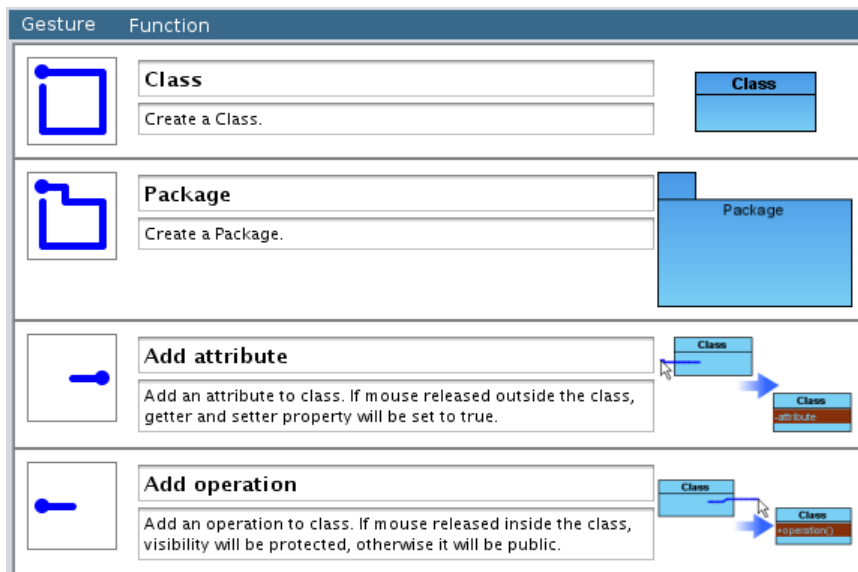 Gesture Function
Class
Create a Class.
Class
Package
Create a Package.
Package
Add attribute
Add an attribute to class. If mouse released outside the class,
getter and setter property will be set to true.
Class
Class
-attribute
Add operation
Add an operation to class. If mouse released inside the class,
visibility will be protected, otherwise it will be public.
Class
Class
+operation()